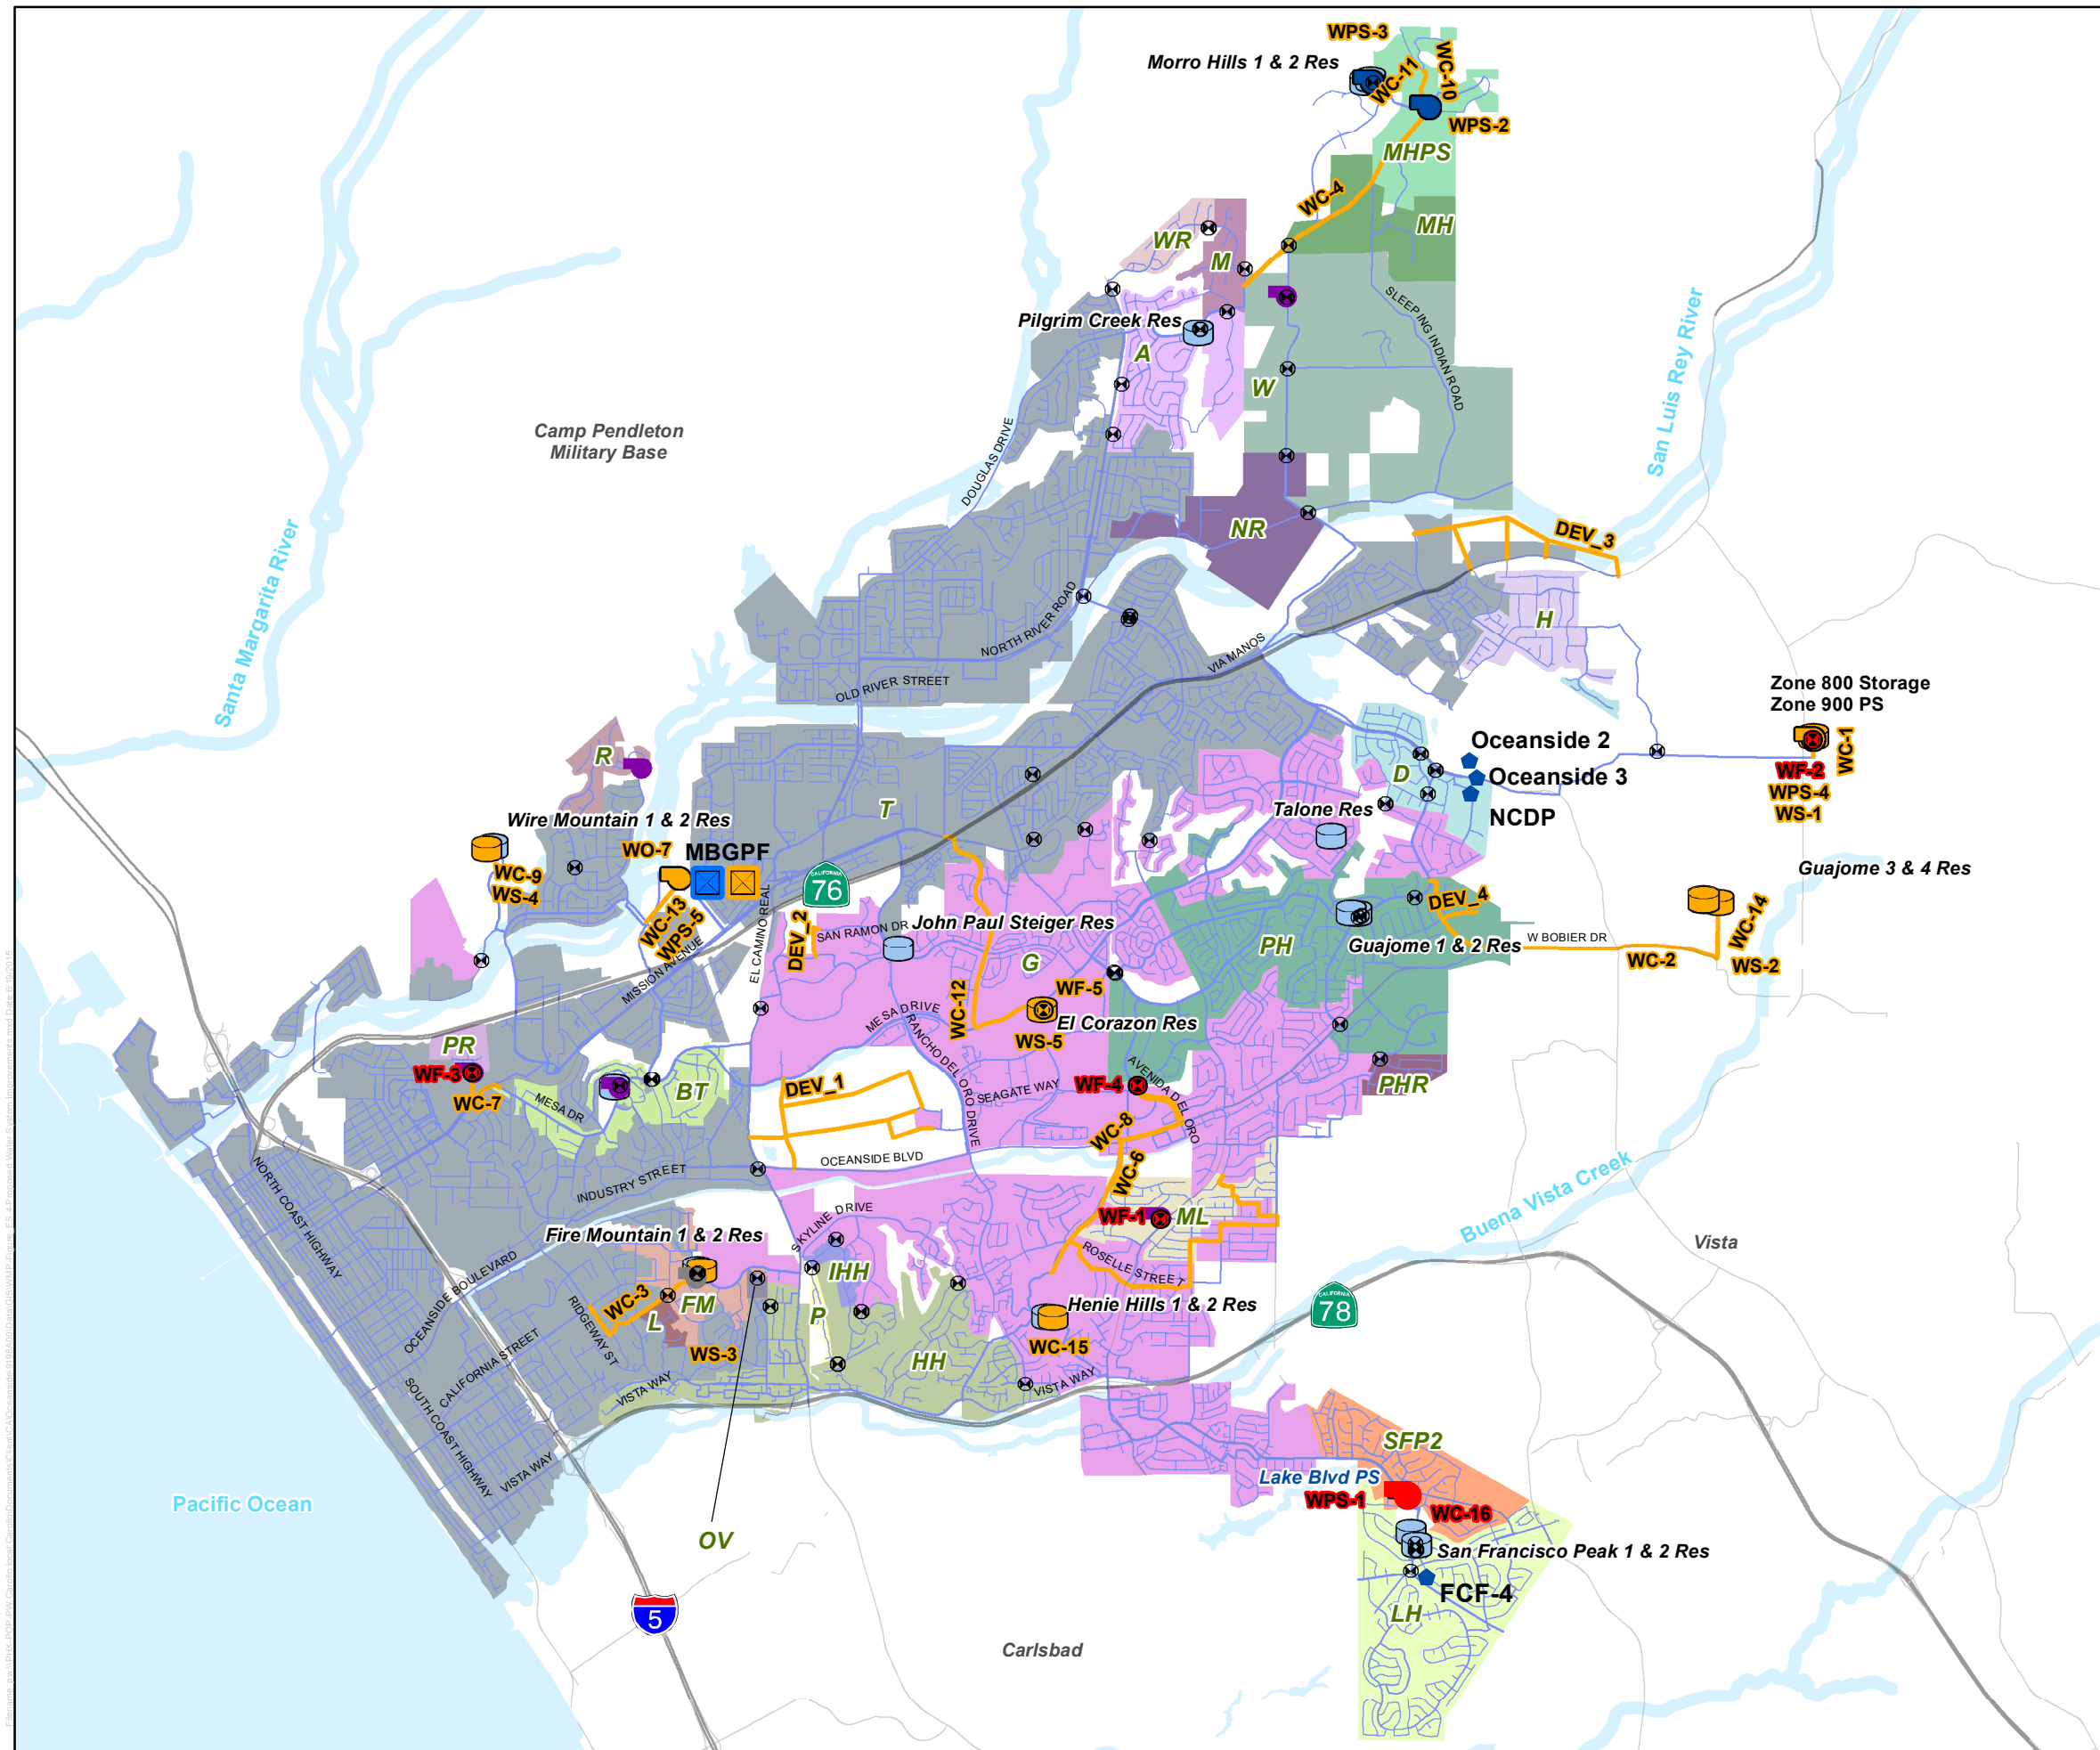 WPS-3
Morro Hills 1 & 2 Res
WC-11
WC-10
WPS-2
MHPS
WC-4
MH
WR
M
SLEEPING INDIAN ROAD
Pilgrim Creek Res
A
W
San Luis Rey River
Camp Pendleton
Military Base
DOUGLAS DRIVE
NR
DEV_3
Santa Margarita River
NORTH RIVER ROAD
H
VIA MANOS
OLD RIVER STREET
Zone 800 Storage
Zone 900 PS
WC-1
R
Oceanside 2
D
Oceanside 3
WF-2
WPS-4
WS-1
T
Talone Res
NCDP
Wire Mountain 1 & 2 Res
WO-7
MBGPF
WC-9
WS-4
CALIFORNIA
76
Guajome 3 & 4 Res
EL CAMINO REAL
DEV_4
WC-13
WPS-5
DEV_2
SAN RAMON DR
John Paul Steiger Res
WC-14
MISSION AVENUE
G
PH
Guajome 1 & 2 Res
W BOBIER DR
WC-2
WS-2
WF-5
WC-12
MESA DRIVE
El Corazon Res
WS-5
RANCHO DEL ORO DRIVE
PR
WF-3
WC-7
BT
DEV_1
SEAGATE WAY
WF-4
AVENIDA DEL ORO
PHR
MESA DR
WC-8
OCEANSIDE BLVD
WC-6
INDUSTRY STREET
NORTH COAST HIGHWAY
SKYLINE DRIVE
WF-1
ML
Buena Vista Creek
Vista
Fire Mountain 1 & 2 Res
IHH
ROSELLE STREET
OCEANSIDE BOULEVARD
WC-3
FM
P
Henie Hills 1 & 2 Res
CALIFORNIA
78
RIDGEWAY ST
L
WS-3
WC-15
CALIFORNIA STREET
HH
VISTA WAY
VISTA WAY
SOUTH COAST HIGHWAY
SFP2
VISTA WAY
Lake Blvd PS
WPS-1
WC-16
Pacific Ocean
OV
San Francisco Peak 1 & 2 Res
FCF-4
LH
5
Carlsbad